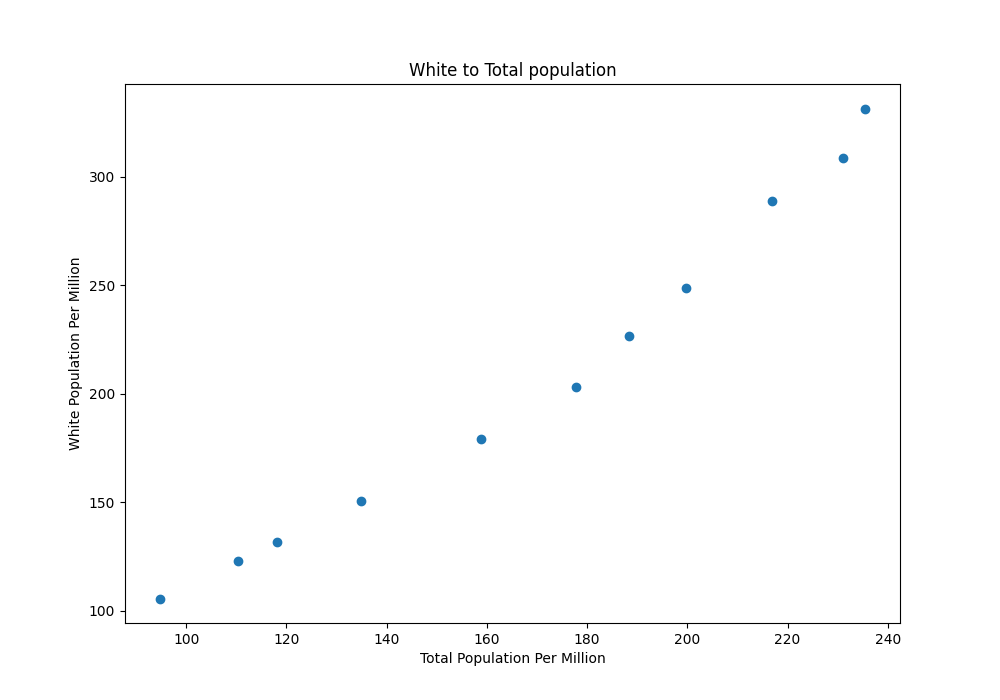 White to Total population
White Population Per Million
300
250
200
150
100
100 120 140 160 180 200 220 240
Total Population Per Million